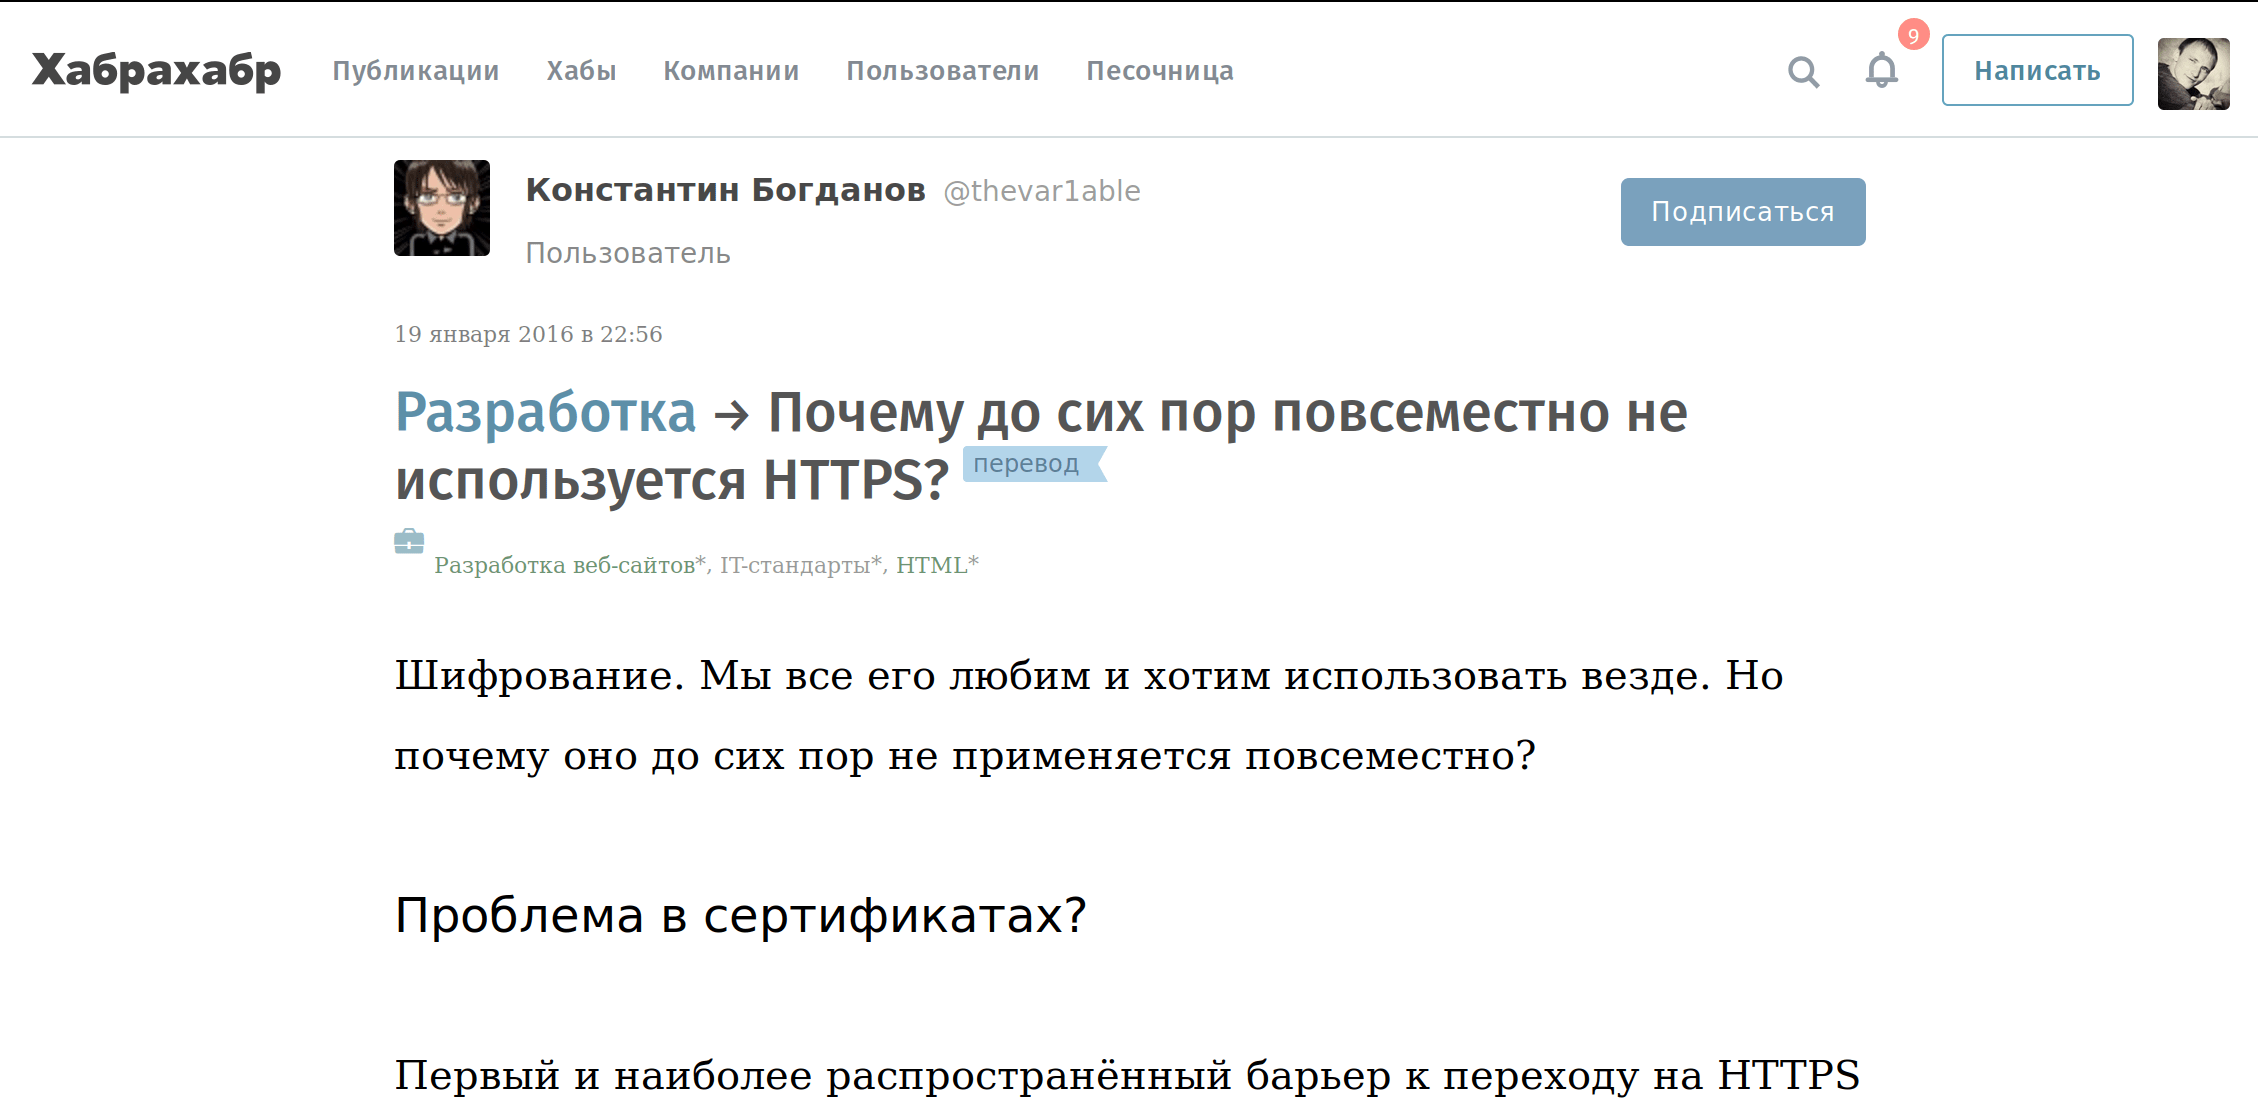 Хабрахабр Публикации Хабы Компании Пользователи Песочница 9 Написать
Константин Богданов @thevar1able Подписаться
Пользователь
19 января 2016 в 22:56
Разработка → Почему до сих пор повсеместно не
используется HTTPS? перевод
Разработка веб-сайтов*, IT-стандарты*, HTML*
Шифрование. Мы все его любим и хотим использовать везде. Но
почему оно до сих пор не применяется повсеместно?
Проблема в сертификатах?
Первый и наиболее распространённый барьер к переходу на HTTPS